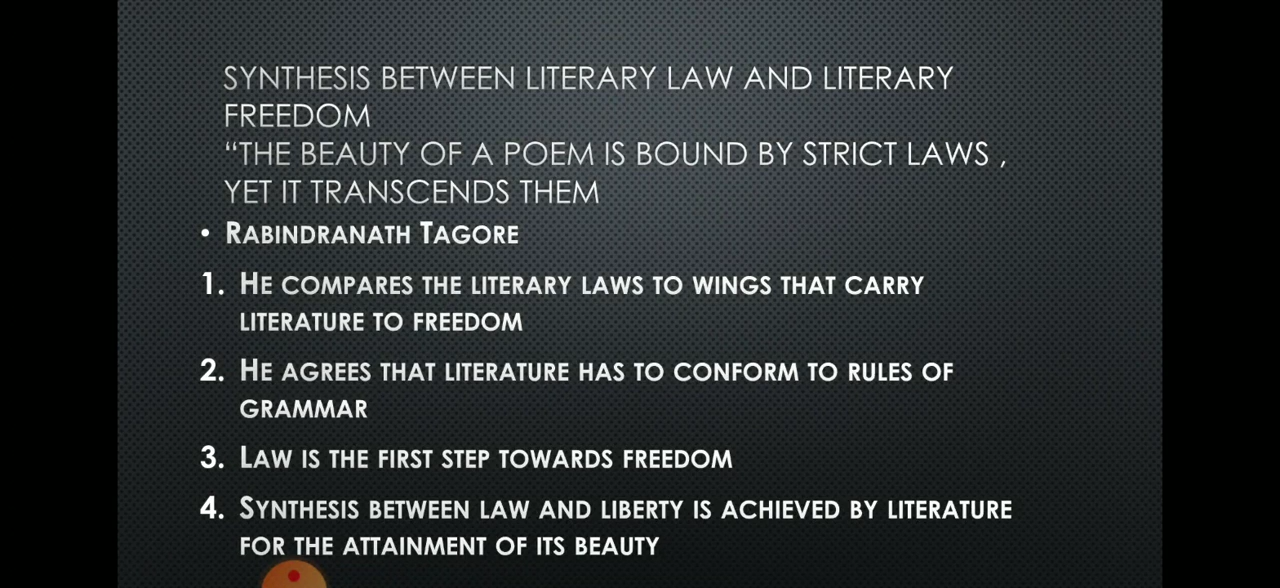 SYNTHESIS BETWEEN LITERARY LAW AND LITERARY
FREEDOM
“THE BEAUTY OF A POEM IS BOUND BY STRICT LAWS ,
YET IT TRANSCENDS THEM
• RABINDRANATH TAGORE
1. HE COMPARES THE LITERARY LAWS TO WINGS THAT CARRY
LITERATURE TO FREEDOM
2. HE AGREES THAT LITERATURE HAS TO CONFORM TO RULES OF
GRAMMAR
3. LAW IS THE FIRST STEP TOWARDS FREEDOM
4. SYNTHESIS BETWEEN LAW AND LIBERTY IS ACHIEVED BY LITERATURE
FOR THE ATTAINMENT OF ITS BEAUTY